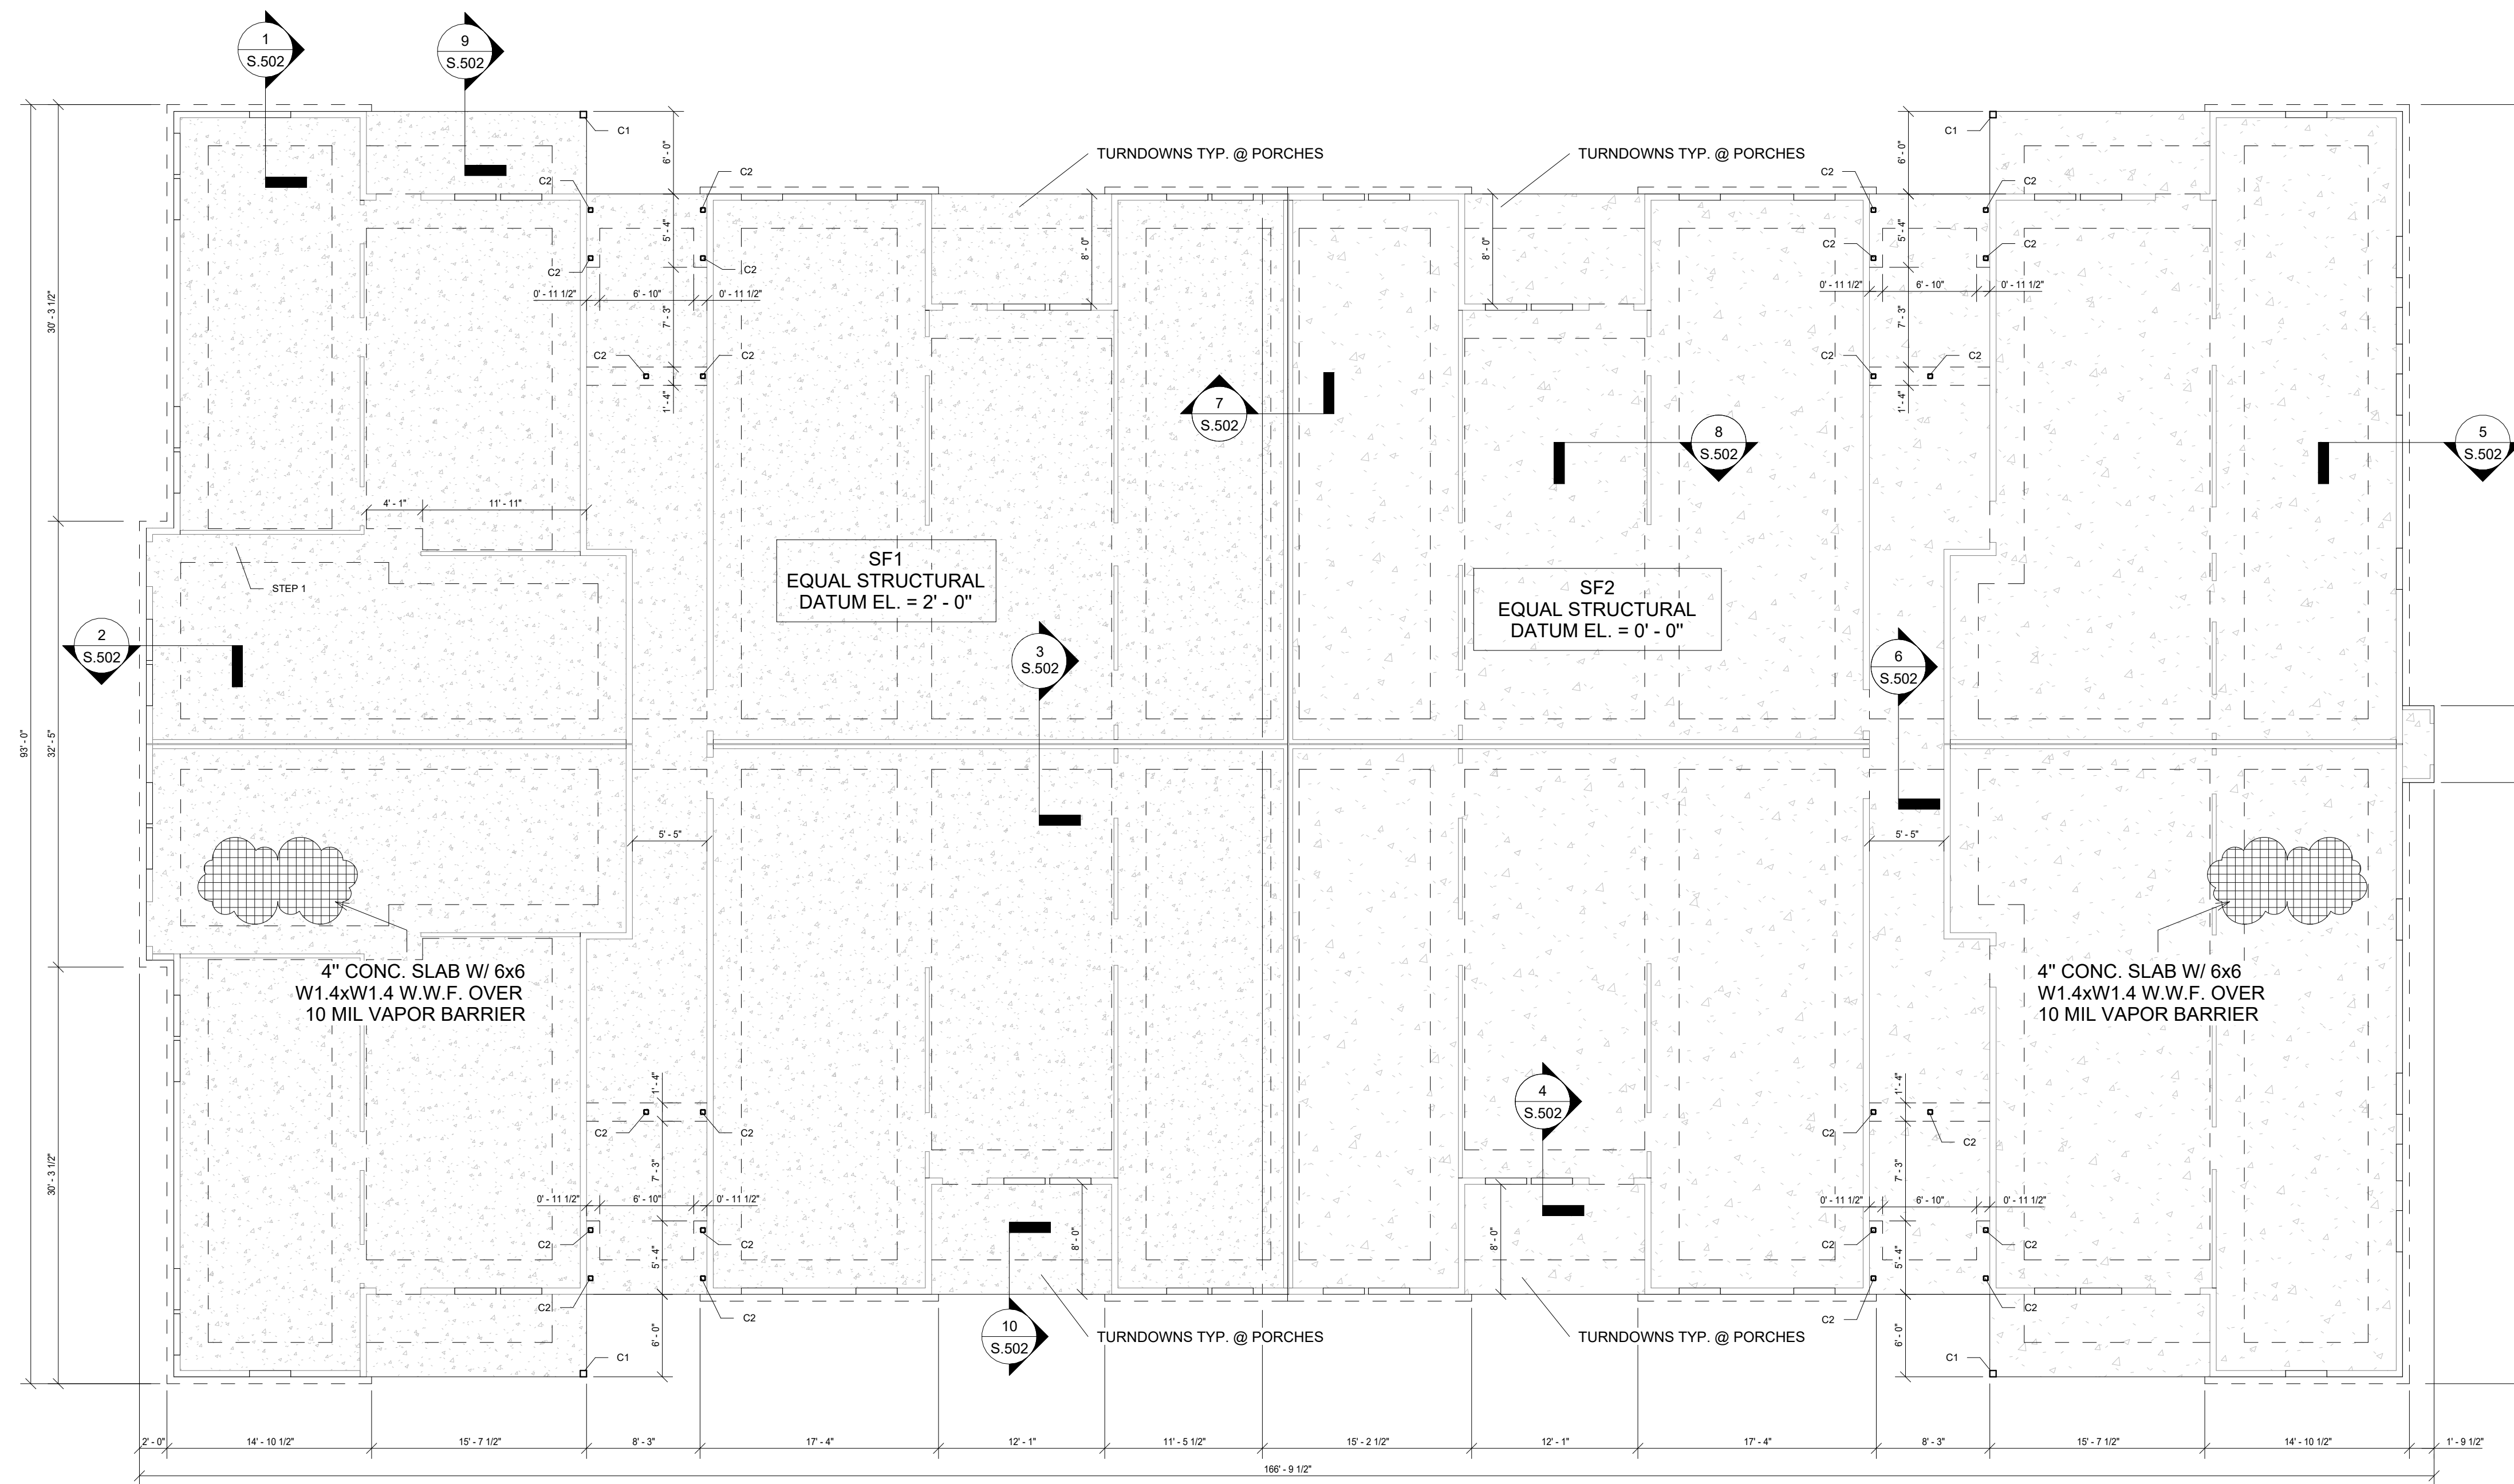 1
S.502
9
S.502
C1
6' - 0"
C2
C2
TURNDOWNS TYP. @ PORCHES
TURNDOWNS TYP. @ PORCHES
C1
6' - 0"
C2
C2
5' - 4"
8' - 0"
8' - 0"
5' - 4"
C2
C2
C2
C2
0' - 11 1/2"
6' - 10"
0' - 11 1/2"
0' - 11 1/2"
6' - 10"
0' - 11 1/2"
7' - 3"
7' - 3"
30' - 3 1/2"
C2
C2
C2
C2
1' - 4"
1' - 4"
7
S.502
8
S.502
5
S.502
4' - 1"
11' - 11"
SF1
EQUAL STRUCTURAL
DATUM EL. = 2' - 0"
SF2
EQUAL STRUCTURAL
DATUM EL. = 0' - 0"
STEP 1
2
S.502
3
S.502
6
S.502
93' - 0"
32' - 5"
5' - 5"
5' - 5"
4" CONC. SLAB W/ 6x6
W1.4xW1.4 W.W.F. OVER
10 MIL VAPOR BARRIER
4" CONC. SLAB W/ 6x6
W1.4xW1.4 W.W.F. OVER
10 MIL VAPOR BARRIER
1' - 4"
1' - 4"
4
S.502
C2
C2
C2
C2
30' - 3 1/2"
7' - 3"
7' - 3"
0' - 11 1/2"
6' - 10"
0' - 11 1/2"
0' - 11 1/2"
6' - 10"
0' - 11 1/2"
C2
C2
8' - 0"
8' - 0"
C2
C2
5' - 4"
5' - 4"
C2
C2
C2
C2
10
S.502
TURNDOWNS TYP. @ PORCHES
TURNDOWNS TYP. @ PORCHES
6' - 0"
6' - 0"
C1
C1
2' - 0"
14' - 10 1/2"
15' - 7 1/2"
8' - 3"
17' - 4"
12' - 1"
11' - 5 1/2"
15' - 2 1/2"
12' - 1"
17' - 4"
8' - 3"
15' - 7 1/2"
14' - 10 1/2"
1' - 9 1/2"
166' - 9 1/2"